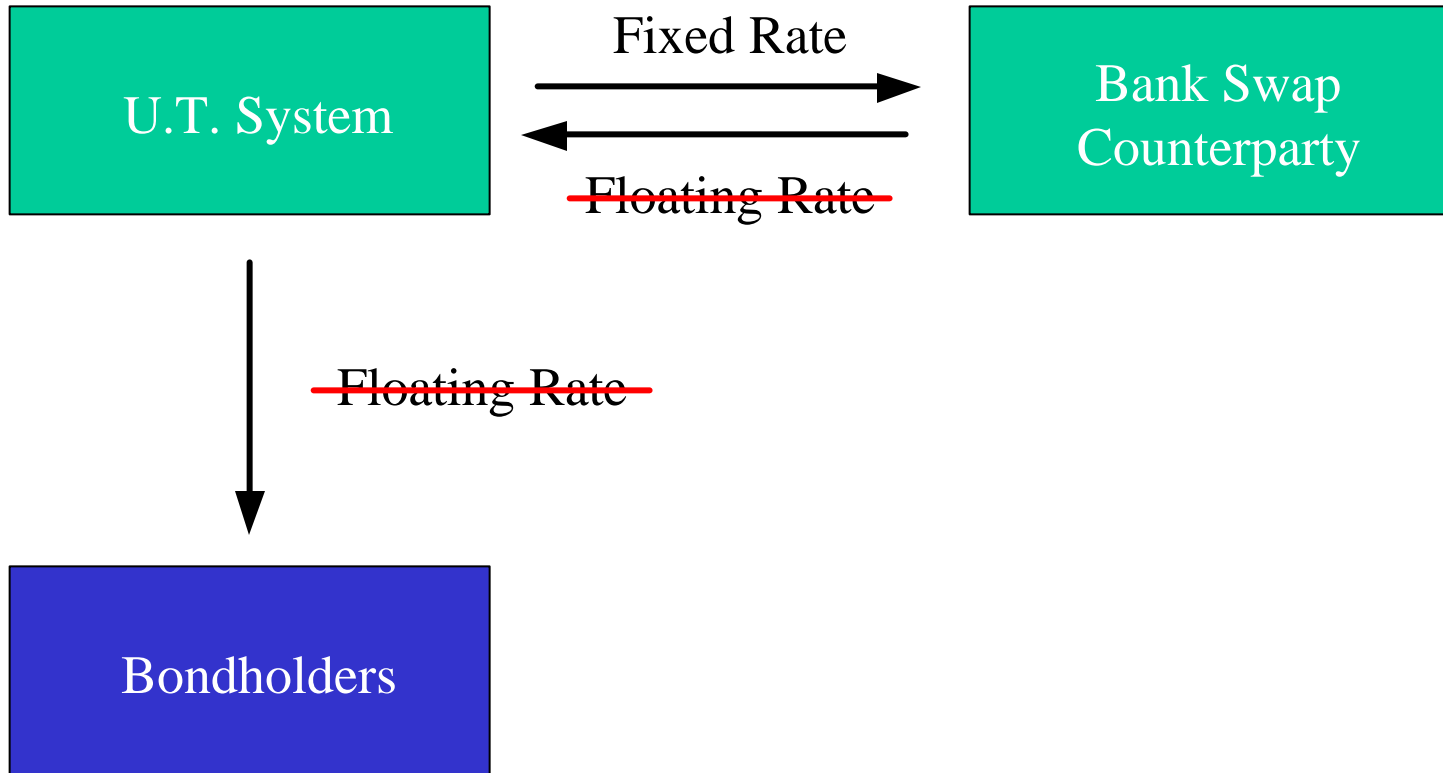 Fixed Rate
U.T. System
Bank Swap
Counterparty
Floating Rate
Floating Rate
Bondholders